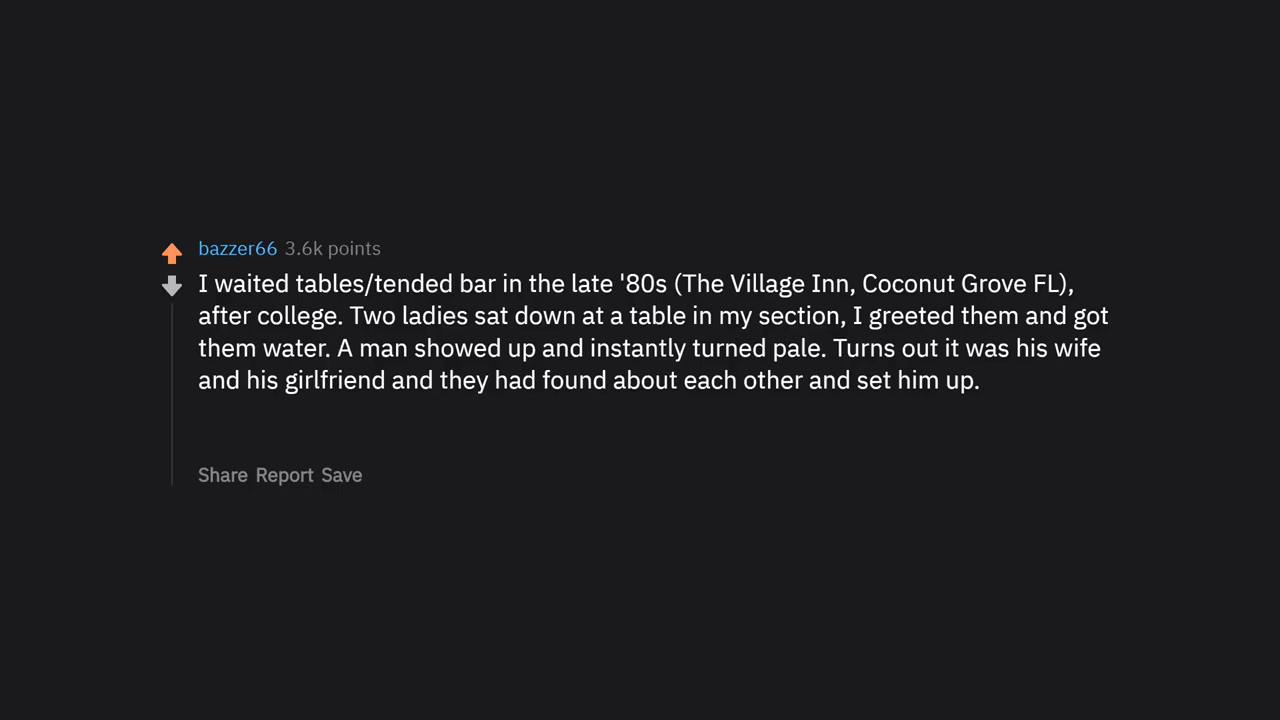 bazzer66 3.6k points
I waited tables/tended bar in the late '80s (The Village Inn, Coconut Grove FL),
after college. Two ladies sat down at a table in my section, I greeted them and got
them water. A man showed up and instantly turned pale. Turns out it was his wife
and his girlfriend and they had found about each other and set him up.
Share Report Save